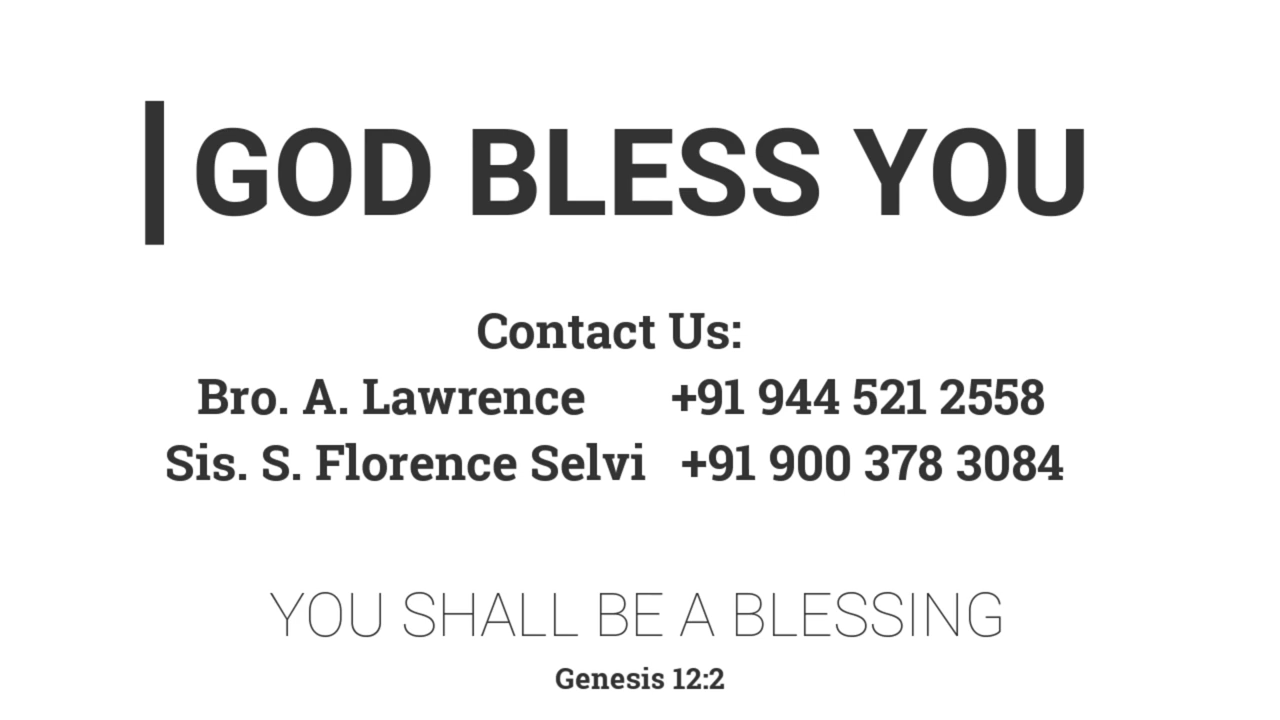 GOD BLESS YOU
Contact Us:
Bro. A. Lawrence +91 944 521 2558
Sis. S. Florence Selvi +91 900 378 3084
YOU SHALL BE A BLESSING
Genesis 12:2